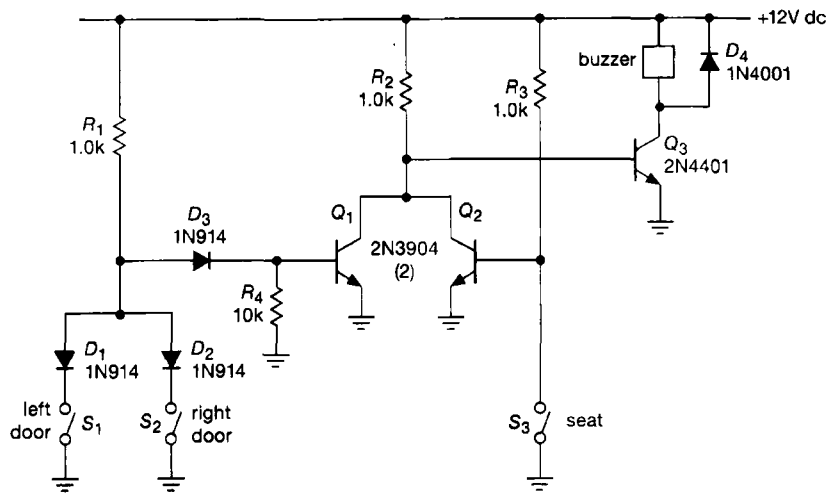 +12V dc
buzzer
D4
1N4001
R2
1.0k
R3
1.0k
R1
1.0k
Q3
2N4401
D3
1N914
Q1
Q2
2N3904
(2)
R4
10k
D1
1N914
D2
1N914
left
door
S1
S2
right
door
S3
seat